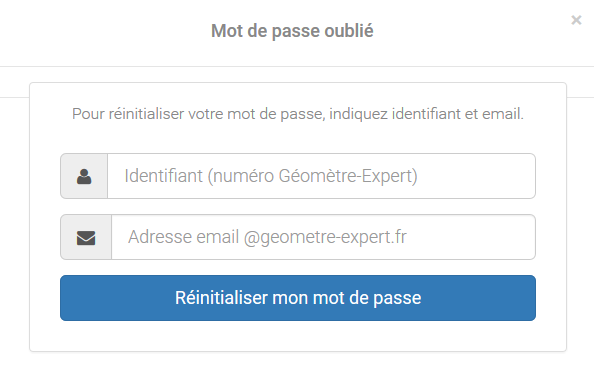 Mot de passe oublié
×
Pour réinitialiser votre mot de passe, indiquez identifiant et email.
Identifiant (numéro Géomètre-Expert)
Adresse email @geometre-expert.fr
Réinitialiser mon mot de passe